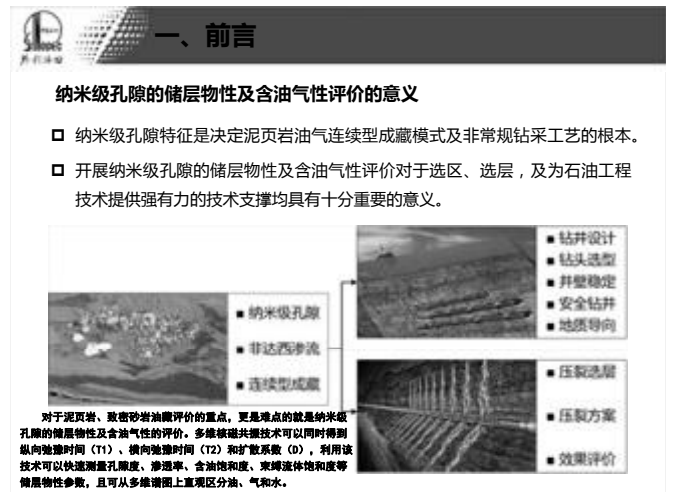 一、前言
SINOPEC
纳米级孔隙的储层物性及含油气性评价的意义
纳米级孔隙特征是决定泥页岩油气连续型成藏模式及非常规钻采工艺的根本。
开展纳米级孔隙的储层物性及含油气性评价对于选区、选层，及为石油工程
技术提供强有力的技术支撑均具有十分重要的意义。
■ 纳米级孔隙
■ 非达西渗流
■ 连续型成藏
■ 钻井设计
■ 钻头选型
■ 井壁稳定
■ 安全钻井
■ 地质导向
■ 压裂选层
■ 压裂方案
■ 效果评价
对于泥页岩、致密砂岩油藏评价的重点，更是难点的就是纳米级
孔隙的储层物性及含油气性的评价。多维核磁共振技术可以同时得到
纵向弛豫时间（T1）、横向弛豫时间（T2）和扩散系数（D），利用该
技术可以快速测量孔隙度、渗透率、含油饱和度、束缚流体饱和度等
储层物性参数，且可从多维谱图上直观区分油、气和水。